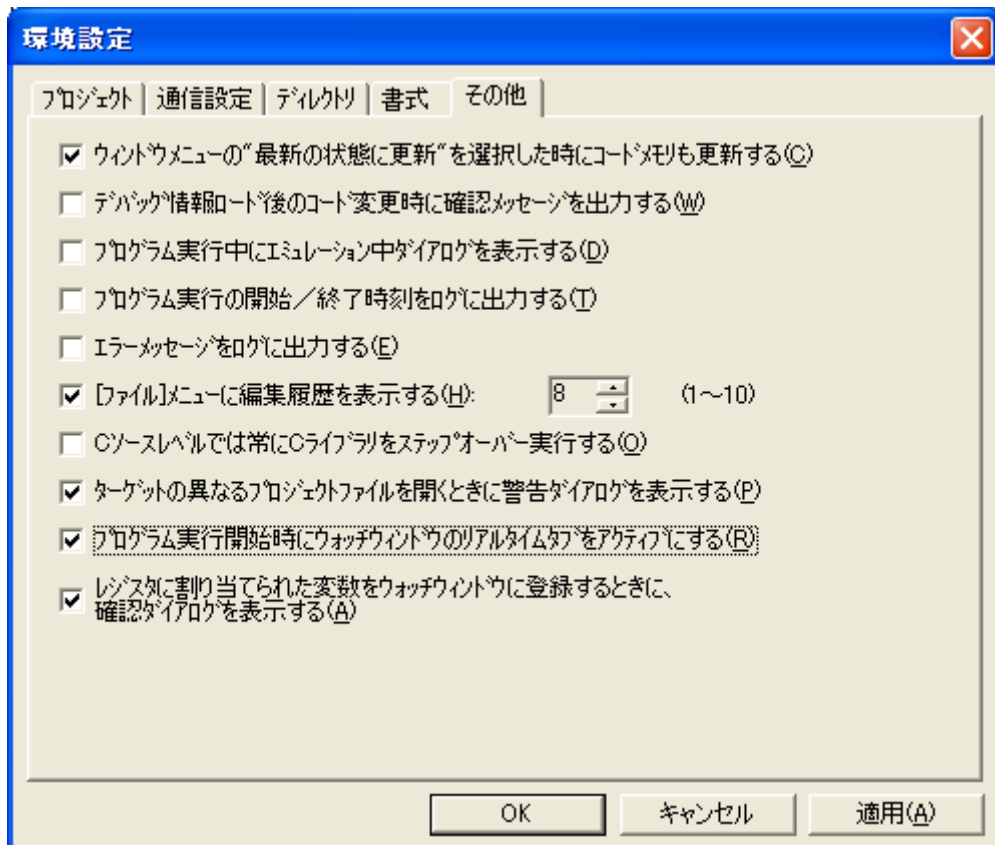 環境設定
プロジェクト 通信設定 ディレクトリ 書式 その他
ウィンドウメニューの"最新の状態に更新"を選択した時にコードメモリも更新する(C)
デバッグ情報ロード後のコード変更時に確認メッセージを出力する(W)
プログラム実行中にエミュレーション中ダイアログを表示する(D)
プログラム実行の開始/終了時刻をログに出力する(T)
エラーメッセージをログに出力する(E)
[ファイル]メニューに編集履歴を表示する(H): 8 (1～10)
Cソースレベルでは常にCライブラリをステップオーバー実行する(O)
ターゲットの異なるプロジェクトファイルを開くときに警告ダイアログを表示する(P)
プログラム実行開始時にウォッチウィンドウのリアルタイムタブをアクティブにする(R)
レジスタに割り当てられた変数をウォッチウィンドウに登録するときに、
確認ダイアログを表示する(A)
OK キャンセル 適用(A)